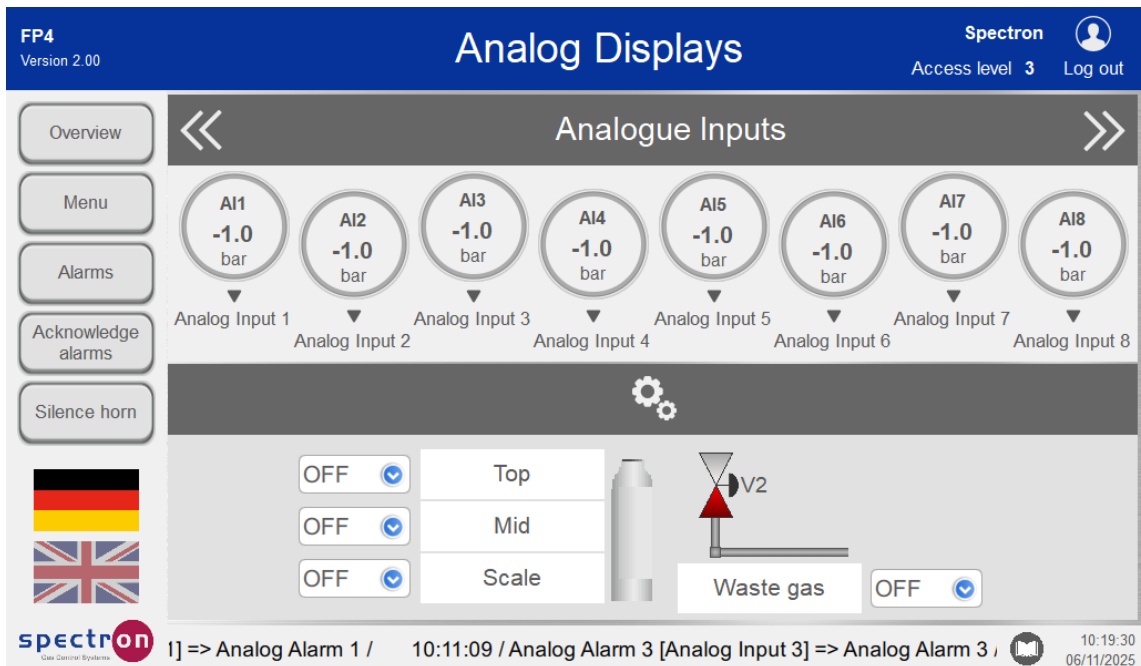 FP4
Version 2.00
Analog Displays
Spectron
Access level 3
Log out
Overview
Menu
Alarms
Acknowledge
alarms
Silence horn
Analogue Inputs
AI1
-1.0
bar
Analog Input 1
AI2
-1.0
bar
Analog Input 2
AI3
-1.0
bar
Analog Input 3
AI4
-1.0
bar
Analog Input 4
AI5
-1.0
bar
Analog Input 5
AI6
-1.0
bar
Analog Input 6
AI7
-1.0
bar
Analog Input 7
AI8
-1.0
bar
Analog Input 8
OFF Top
OFF Mid
OFF Scale
V2
Waste gas OFF
spectron
Gas Control Systems
1] => Analog Alarm 1 / 10:11:09 / Analog Alarm 3 [Analog Input 3] => Analog Alarm 3 /
10:19:30
06/11/2025